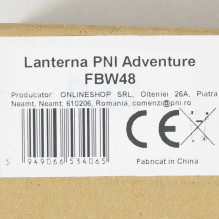 Lanterna PNI Adventure
FBW48
Producator: ONLINESHOP SRL, Olteniei 26A, Piatra
Neamt, Neamt, 610206, Romania, comenzi@pni.ro
CE
5 949066 534065
Fabricat in China